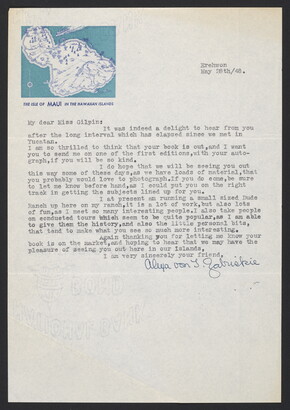 THE ISLE OF MAUI IN THE HAWAIIAN ISLANDS
Erehwon
May 28th/48.
My dear Miss Gilpin:
It was indeed a delight to hear from you
after the long interval which has elapsed since we met in
Yucatan.
I am so thrilled to think that your book is out, and I want
you to send me on one of the first editions, with your auto-
graph, if you will be so kind.
I do hope that we will be seeing you out
this way some of these days, as we have loads of material, that
you probably would love to photograph. If you do come, be sure
to let me know before hand, as I could put you on the right
track in getting the subjects lined up for you.
I at present am running a small sized Dude
Ranch up here on my ranch, it is a lot of work, but also lots
of fun, as I meet so many interesting people. I also take people
on conducted tours which seem to be quite popular, as I am able
to give them the history, and also the little personal bits,
that tend to make what you see so much more interesting.
Again thanking you for letting me know your
book is on the market, and hoping to hear that we may have the
pleasure of seeing you out here in our Islands,
I am very sincerely your friend,
von